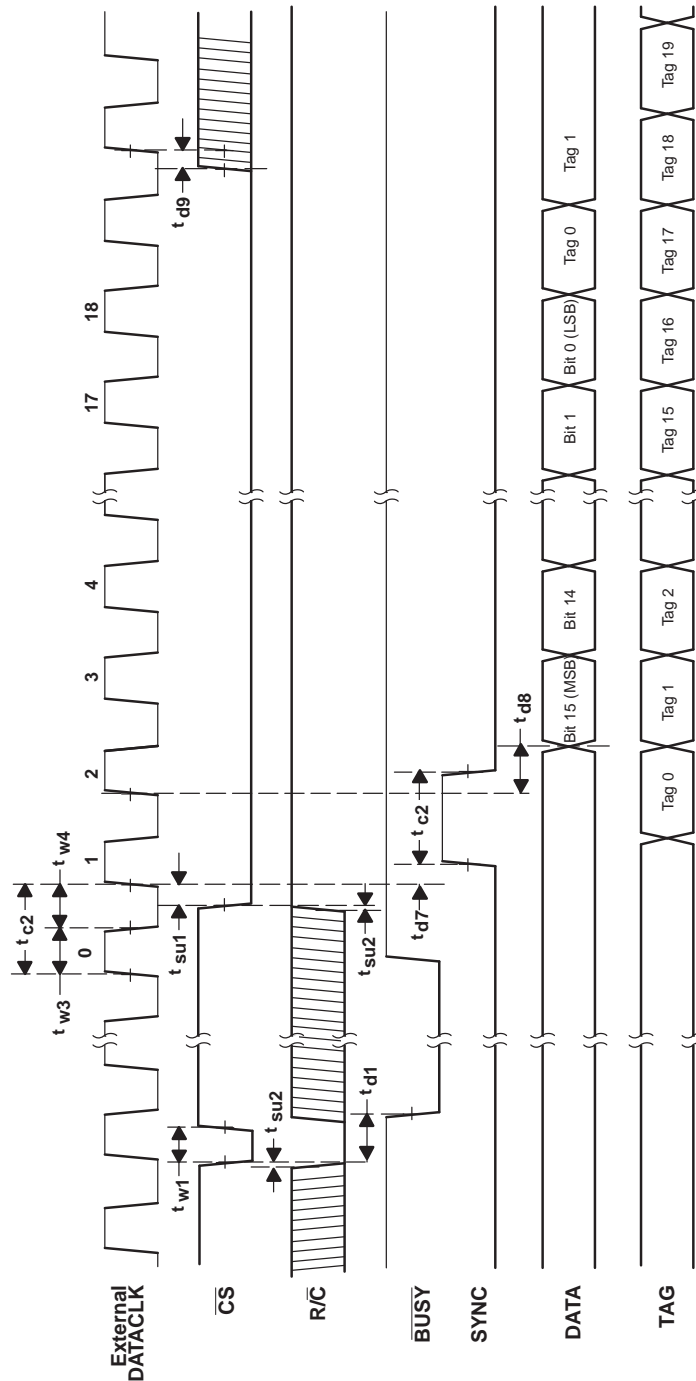 t c2
t w3
t w4
0 1 2 3 4 17 18
External
DATACLK
t w1
t su1
t d9
CS
t su2
t su2
R/C
t d1
t d7
t c2
BUSY
SYNC
t d8
DATA
Bit 15 (MSB)
Bit 14
Bit 1
Bit 0 (LSB)
Tag 0
Tag 1
TAG
Tag 0
Tag 1
Tag 2
Tag 15
Tag 16
Tag 17
Tag 18
Tag 19